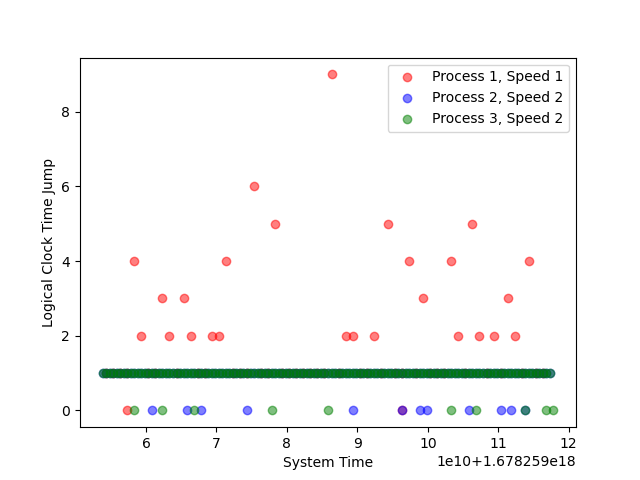 Process 1, Speed 1
Process 2, Speed 2
Process 3, Speed 2
Logical Clock Time Jump
8
6
4
2
0
6 7 8 9 10 11 12
System Time
1e10+1.678259e18